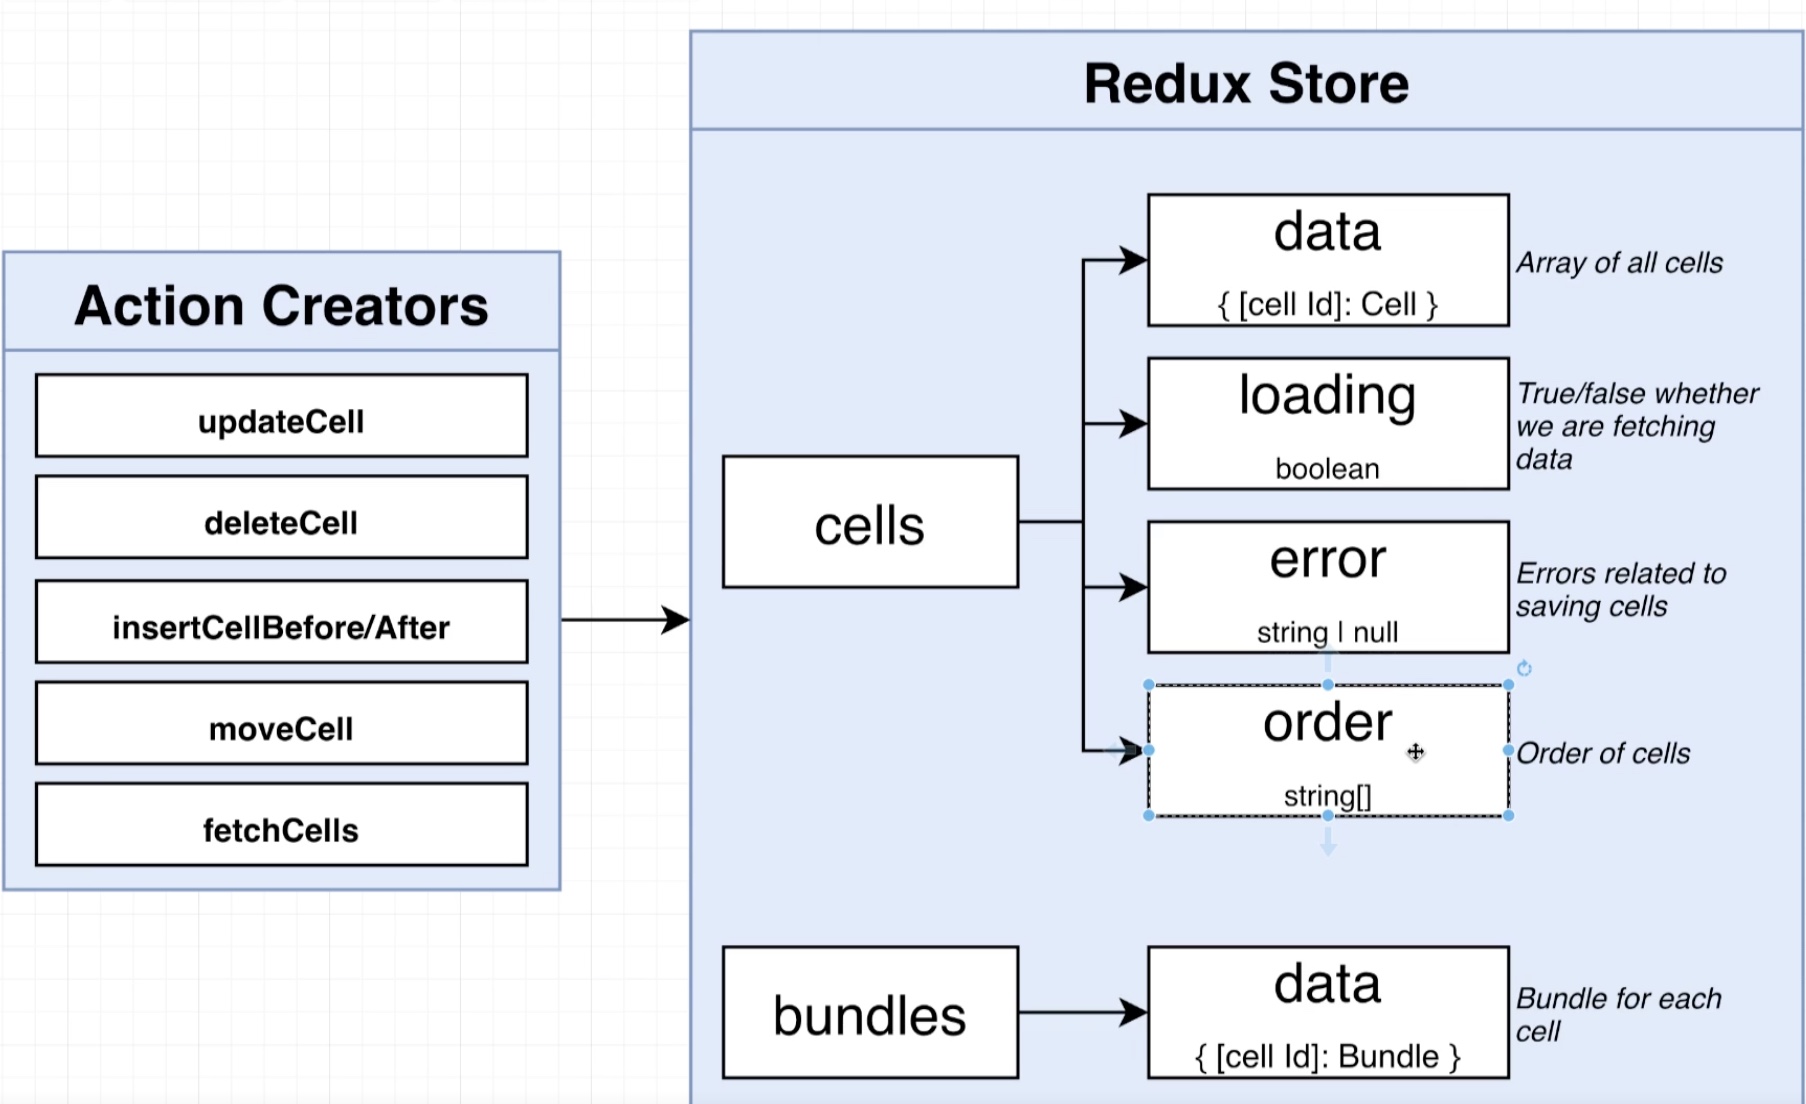 Action Creators
updateCell
deleteCell
insertCellBefore/After
moveCell
fetchCells
Redux Store
cells
data
{ [cell Id]: Cell }
Array of all cells
loading
boolean
True/false whether
we are fetching
data
error
string | null
Errors related to
saving cells
order
string[]
Order of cells
bundles
data
{ [cell Id]: Bundle }
Bundle for each
cell